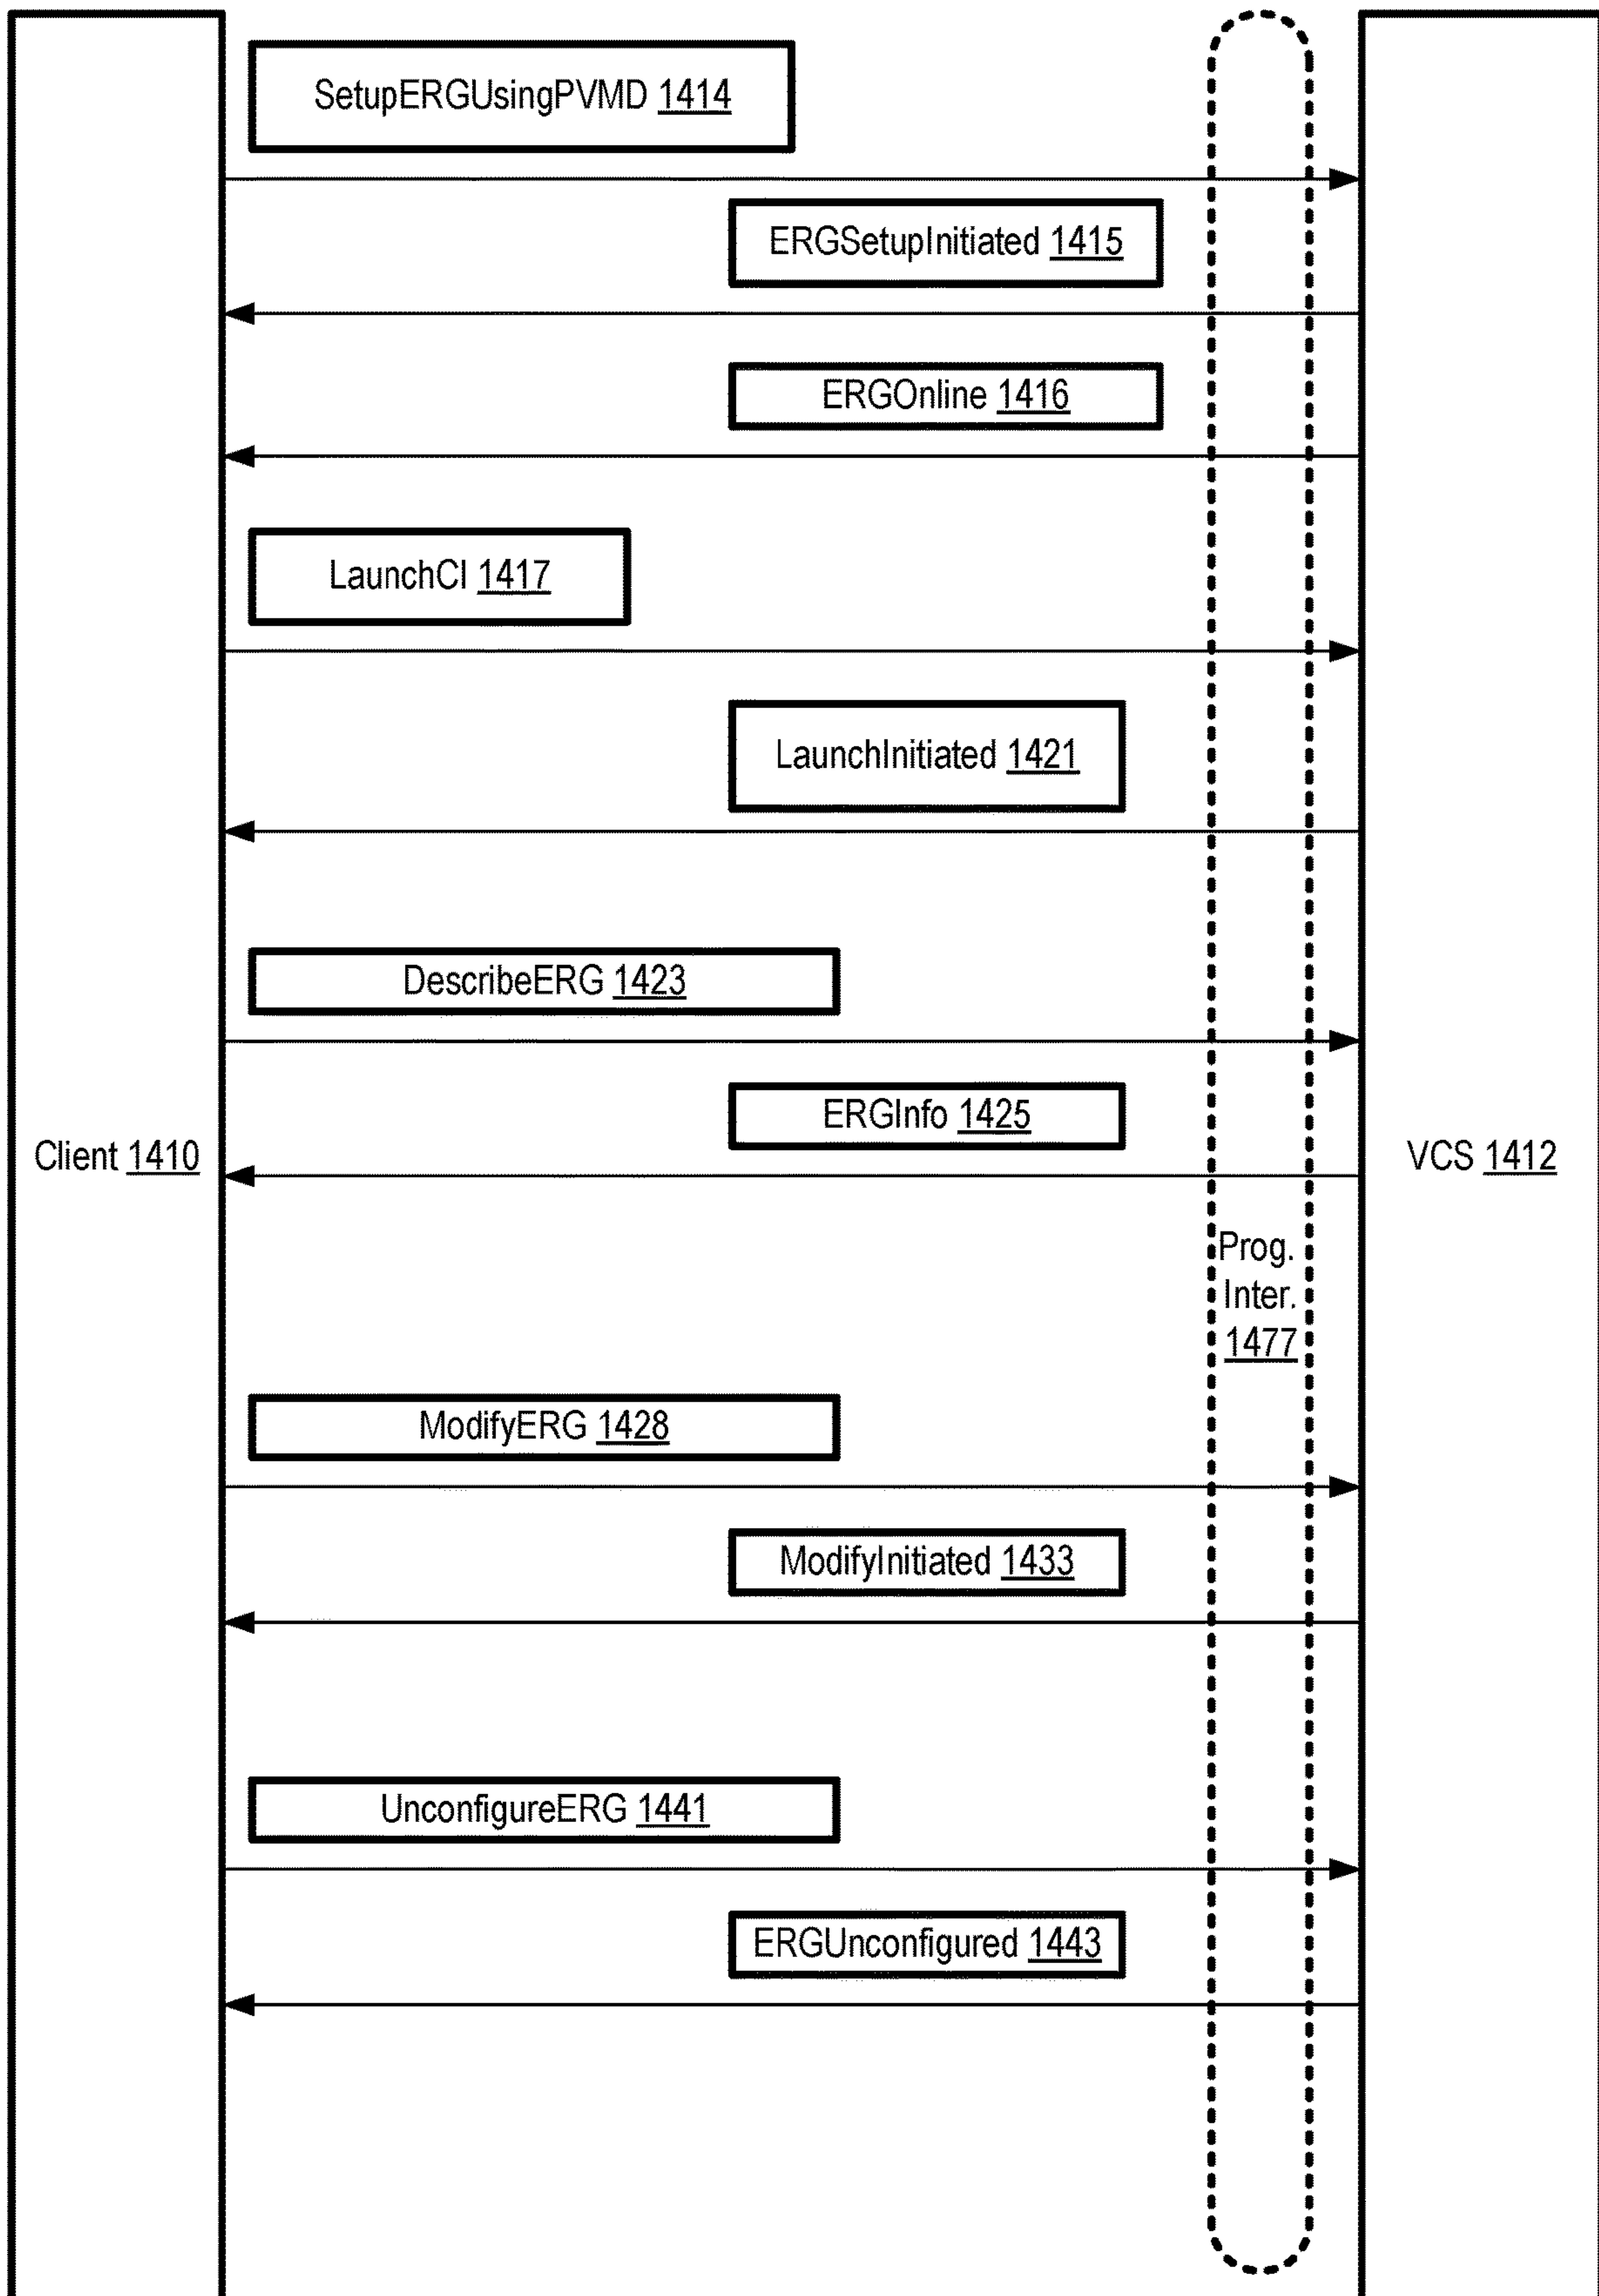 SetupERGUsingPVMD 1414
ERGSetupInitiated 1415
ERGOnline 1416
LaunchCI 1417
LaunchInitiated 1421
DescribeERG 1423
ERGInfo 1425
Client 1410
VCS 1412
Prog.
Inter.
1477
ModifyERG 1428
ModifyInitiated 1433
UnconfigureERG 1441
ERGUnconfigured 1443